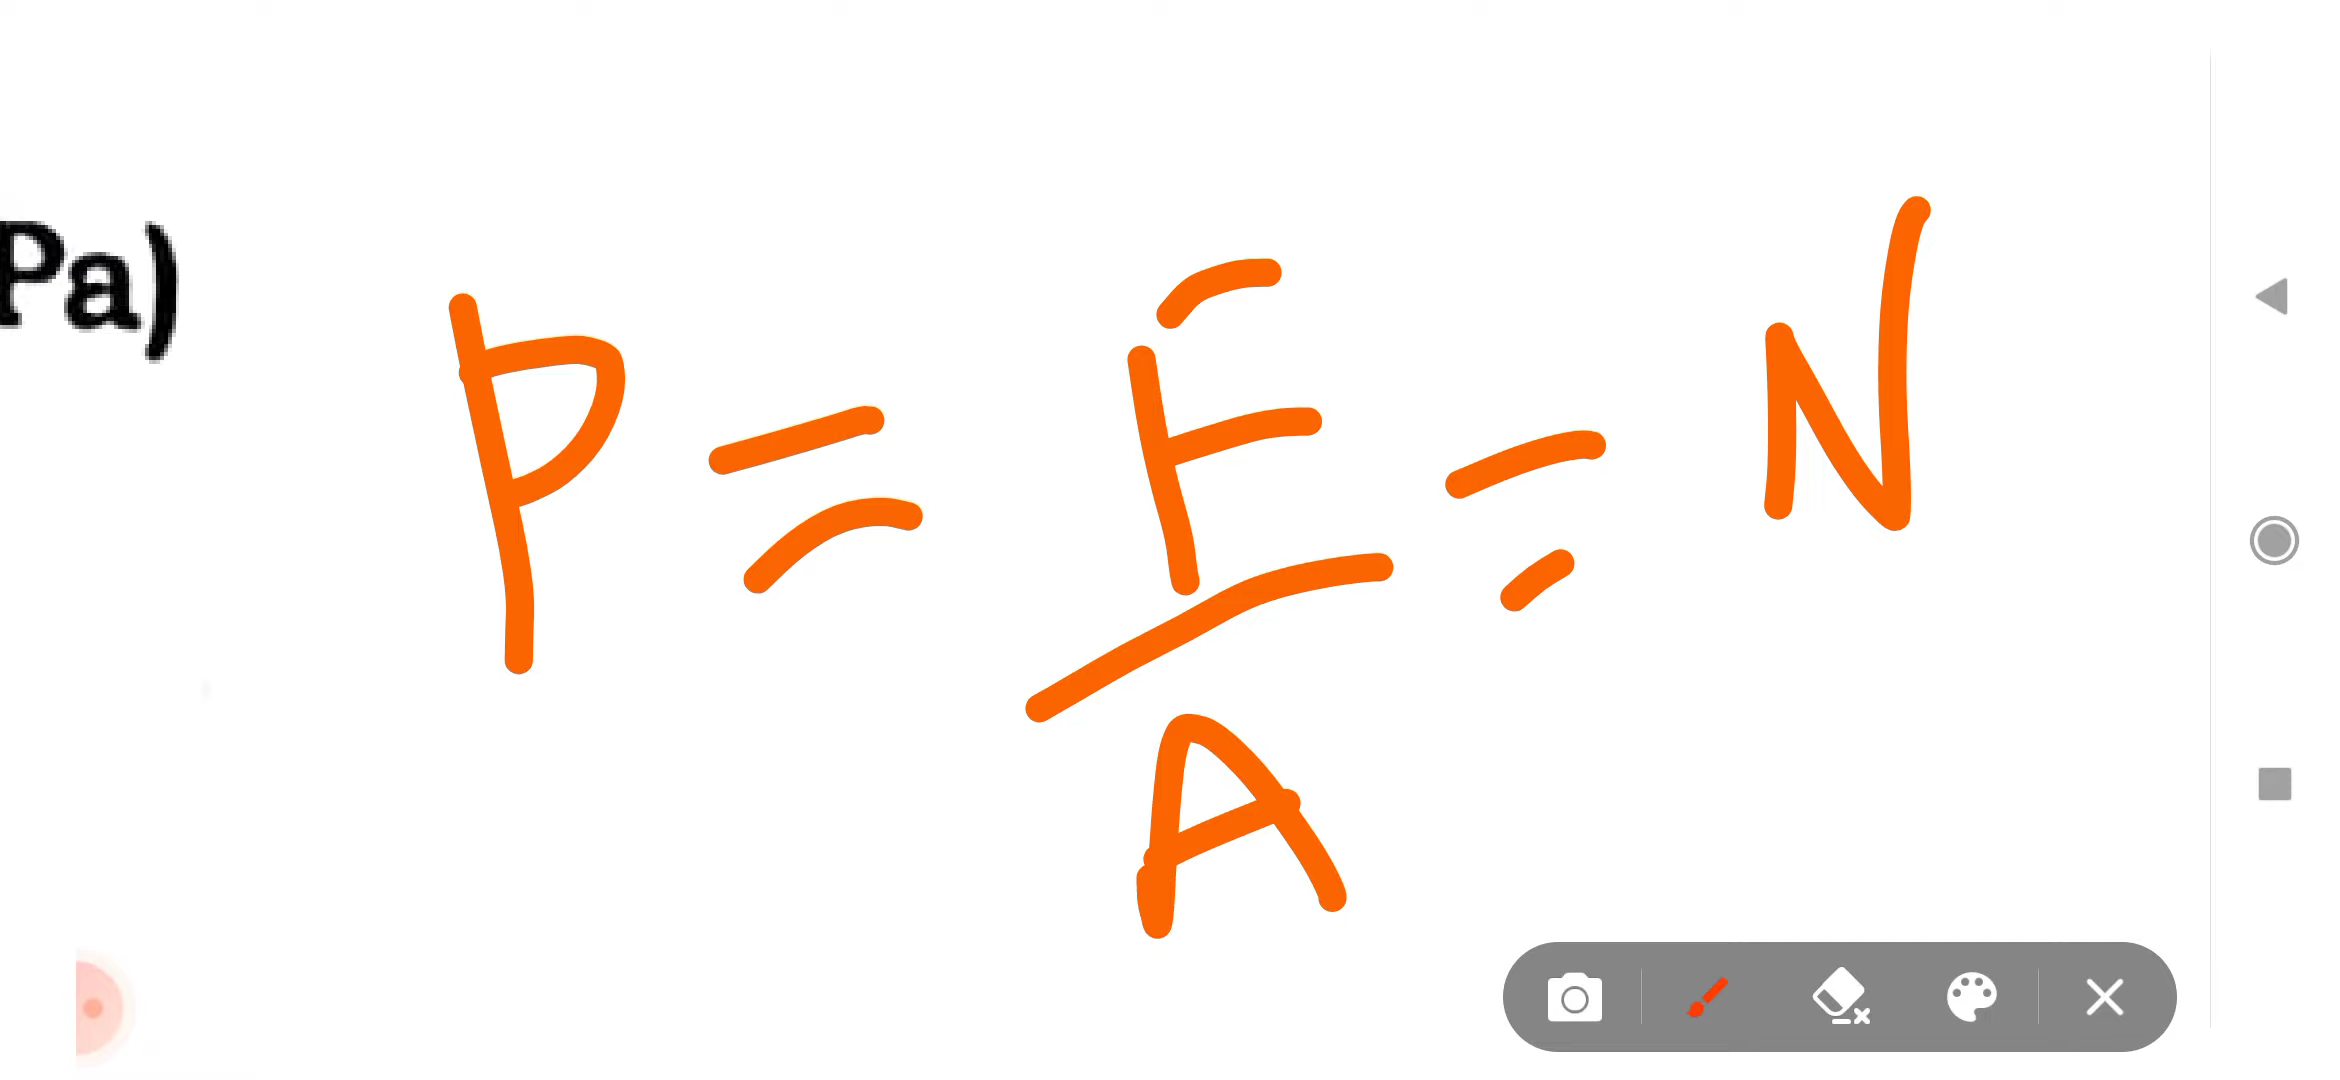 Pa)
P = F/A = N